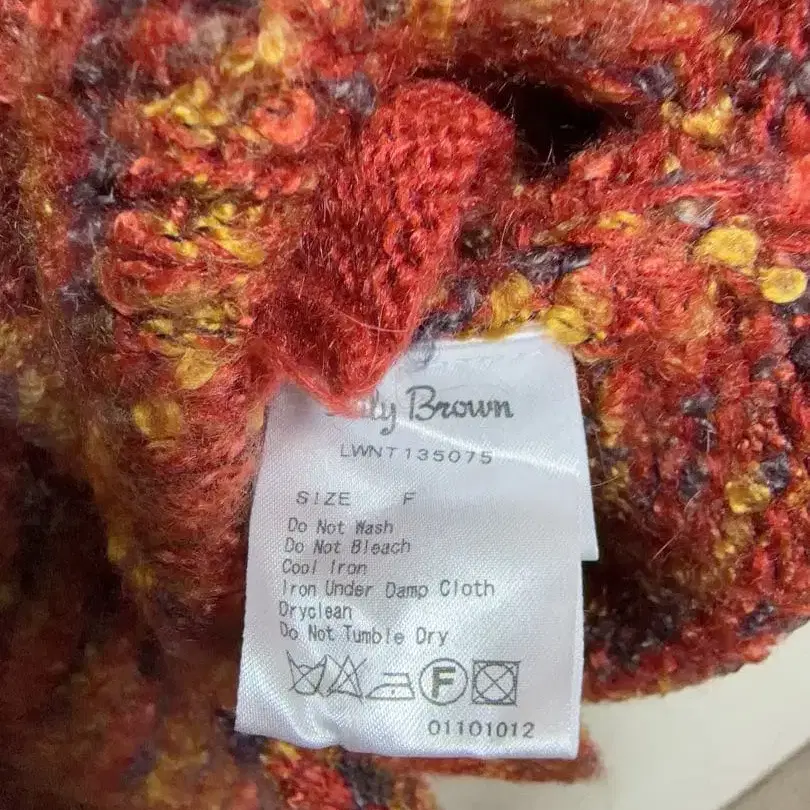 Brown
LWNT135075
SIZE F
Do Not Wash
Do Not Bleach
Cool Iron
Iron Under Damp Cloth
Dryclean
Do Not Tumble Dry
F
01101012